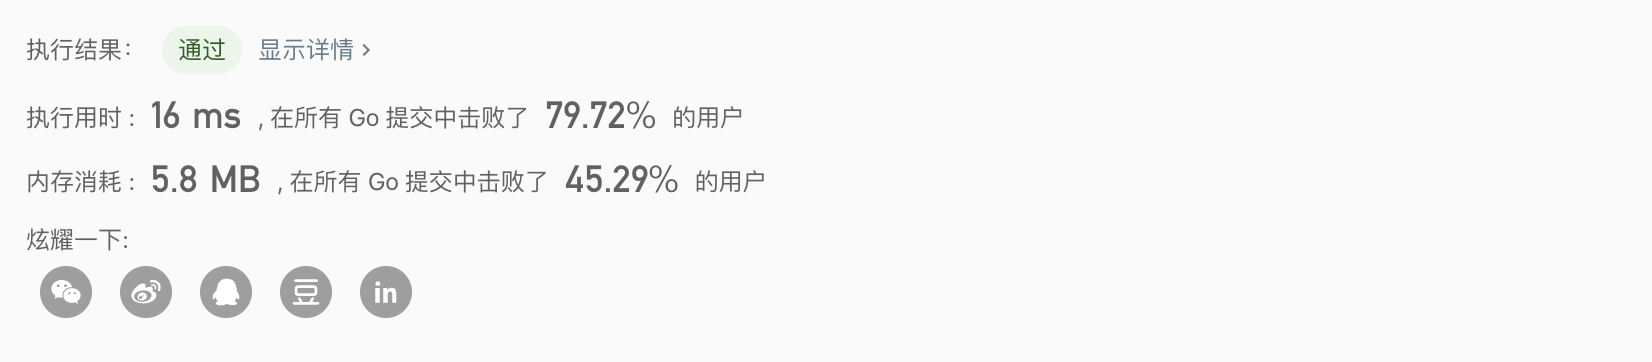 执行结果： 通过 显示详情 ›
执行用时： 16 ms , 在所有 Go 提交中击败了 79.72% 的用户
内存消耗： 5.8 MB , 在所有 Go 提交中击败了 45.29% 的用户
炫耀一下:
豆 in